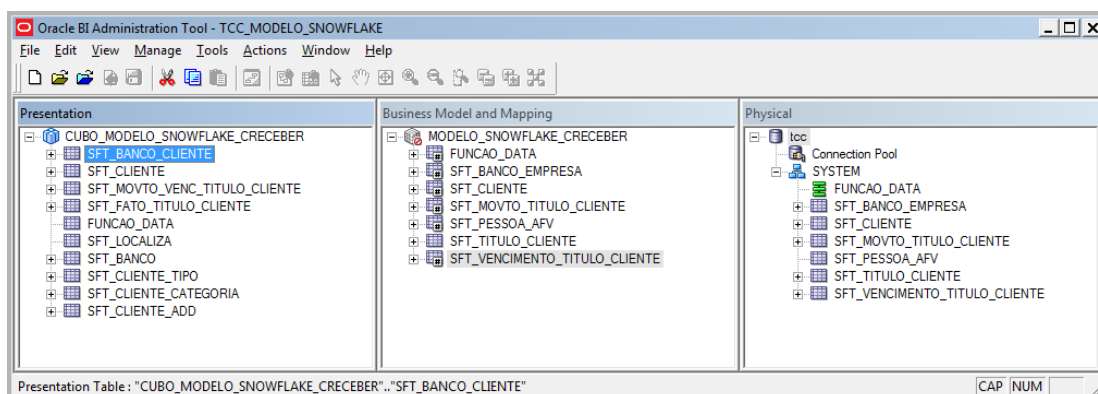 Oracle BI Administration Tool - TCC_MODELO_SNOWFLAKE
File Edit View Manage Tools Actions Window Help
Presentation
CUBO_MODELO_SNOWFLAKE_CRECEBER
SFT_BANCO_CLIENTE
SFT_CLIENTE
SFT_MOVTO_VENC_TITULO_CLIENTE
SFT_FATO_TITULO_CLIENTE
FUNCAO_DATA
SFT_LOCALIZA
SFT_BANCO
SFT_CLIENTE_TIPO
SFT_CLIENTE_CATEGORIA
SFT_CLIENTE_ADD
Business Model and Mapping
MODELO_SNOWFLAKE_CRECEBER
FUNCAO_DATA
SFT_BANCO_EMPRESA
SFT_CLIENTE
SFT_MOVTO_TITULO_CLIENTE
SFT_PESSOA_AFV
SFT_TITULO_CLIENTE
SFT_VENCIMENTO_TITULO_CLIENTE
Physical
tcc
Connection Pool
SYSTEM
FUNCAO_DATA
SFT_BANCO_EMPRESA
SFT_CLIENTE
SFT_MOVTO_TITULO_CLIENTE
SFT_PESSOA_AFV
SFT_TITULO_CLIENTE
SFT_VENCIMENTO_TITULO_CLIENTE
Presentation Table : "CUBO_MODELO_SNOWFLAKE_CRECEBER".."SFT_BANCO_CLIENTE"
CAP NUM